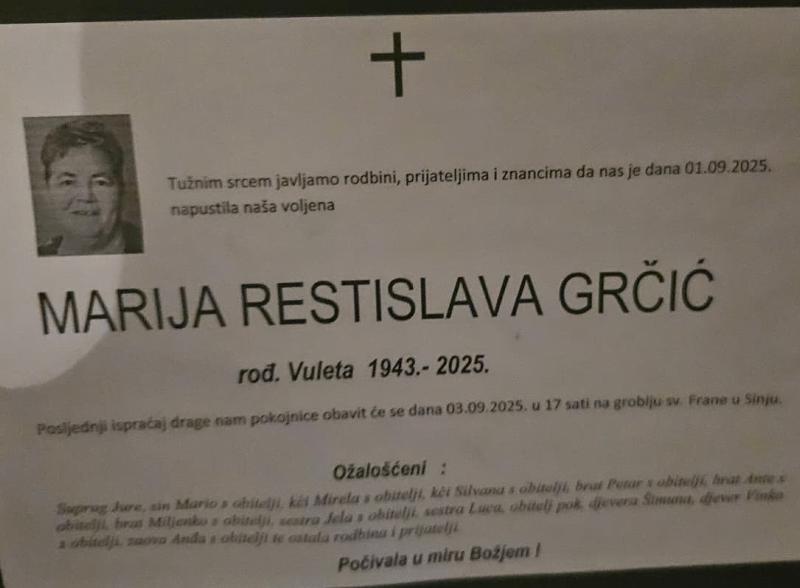 Tužnim srcem javljamo rodbini, prijateljima i znancima da nas je dana 01.09.2025.
napustila naša voljena
MARIJA RESTISLAVA GRČIĆ
rođ. Vuleta 1943.- 2025.
Posljednji ispraćaj drage nam pokojnice obavit će se dana 03.09.2025. u 17 sati na groblju sv. Frane u Sinju.
Ožalošćeni :
Suprug Jure, sin Mario s obitelji, kći Mirela s obitelji, kći Silvana s obitelji, brat Petar s obitelji, brat Ante s
obitelji, brat Miljenko s obitelji, sestra Jela s obitelji, sestra Luca, obitelj pok. djevera Šimuna, djever Vinko
s obitelji, zaova Anđa s obitelji te ostala rodbina i prijatelji.
Počivala u miru Božjem !